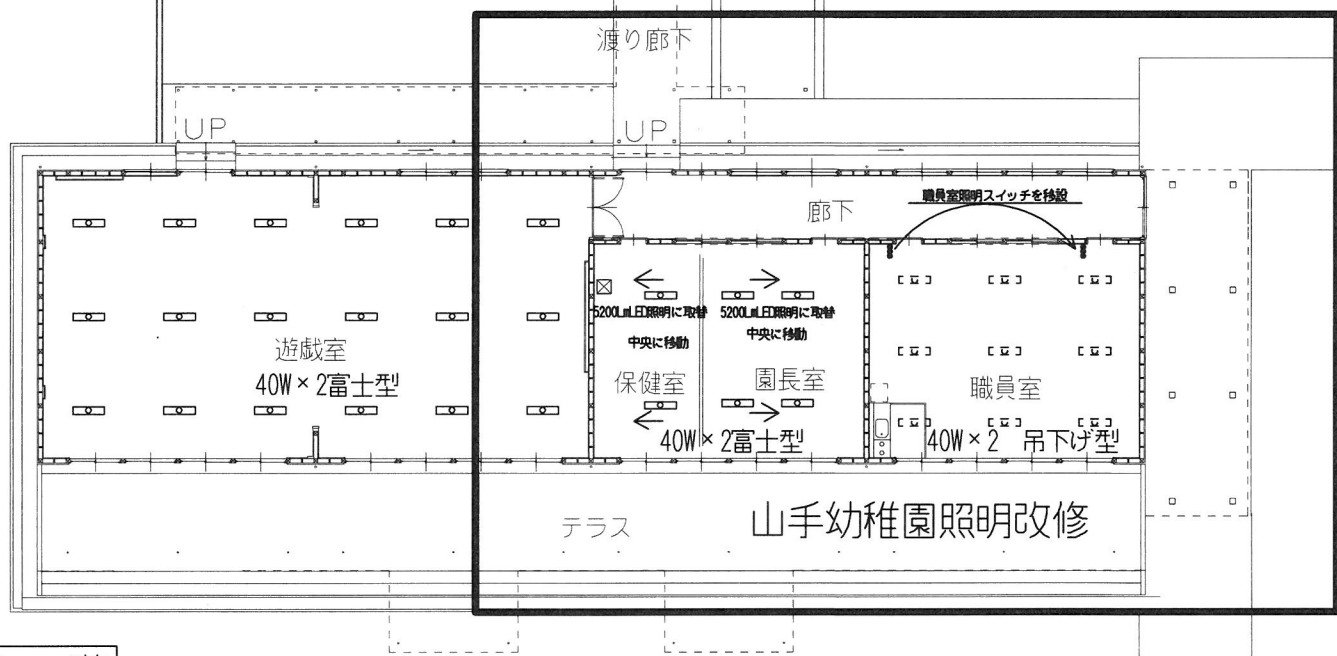 渡り廊下
UP
UP
職員室照明スイッチを移設
廊下
5200LmLED照明に取替
中央に移動
5200LmLED照明に取替
中央に移動
遊戯室
40W×2富士型
保健室
園長室
40W×2富士型
職員室
40W×2 吊下げ型
テラス
山手幼稚園照明改修